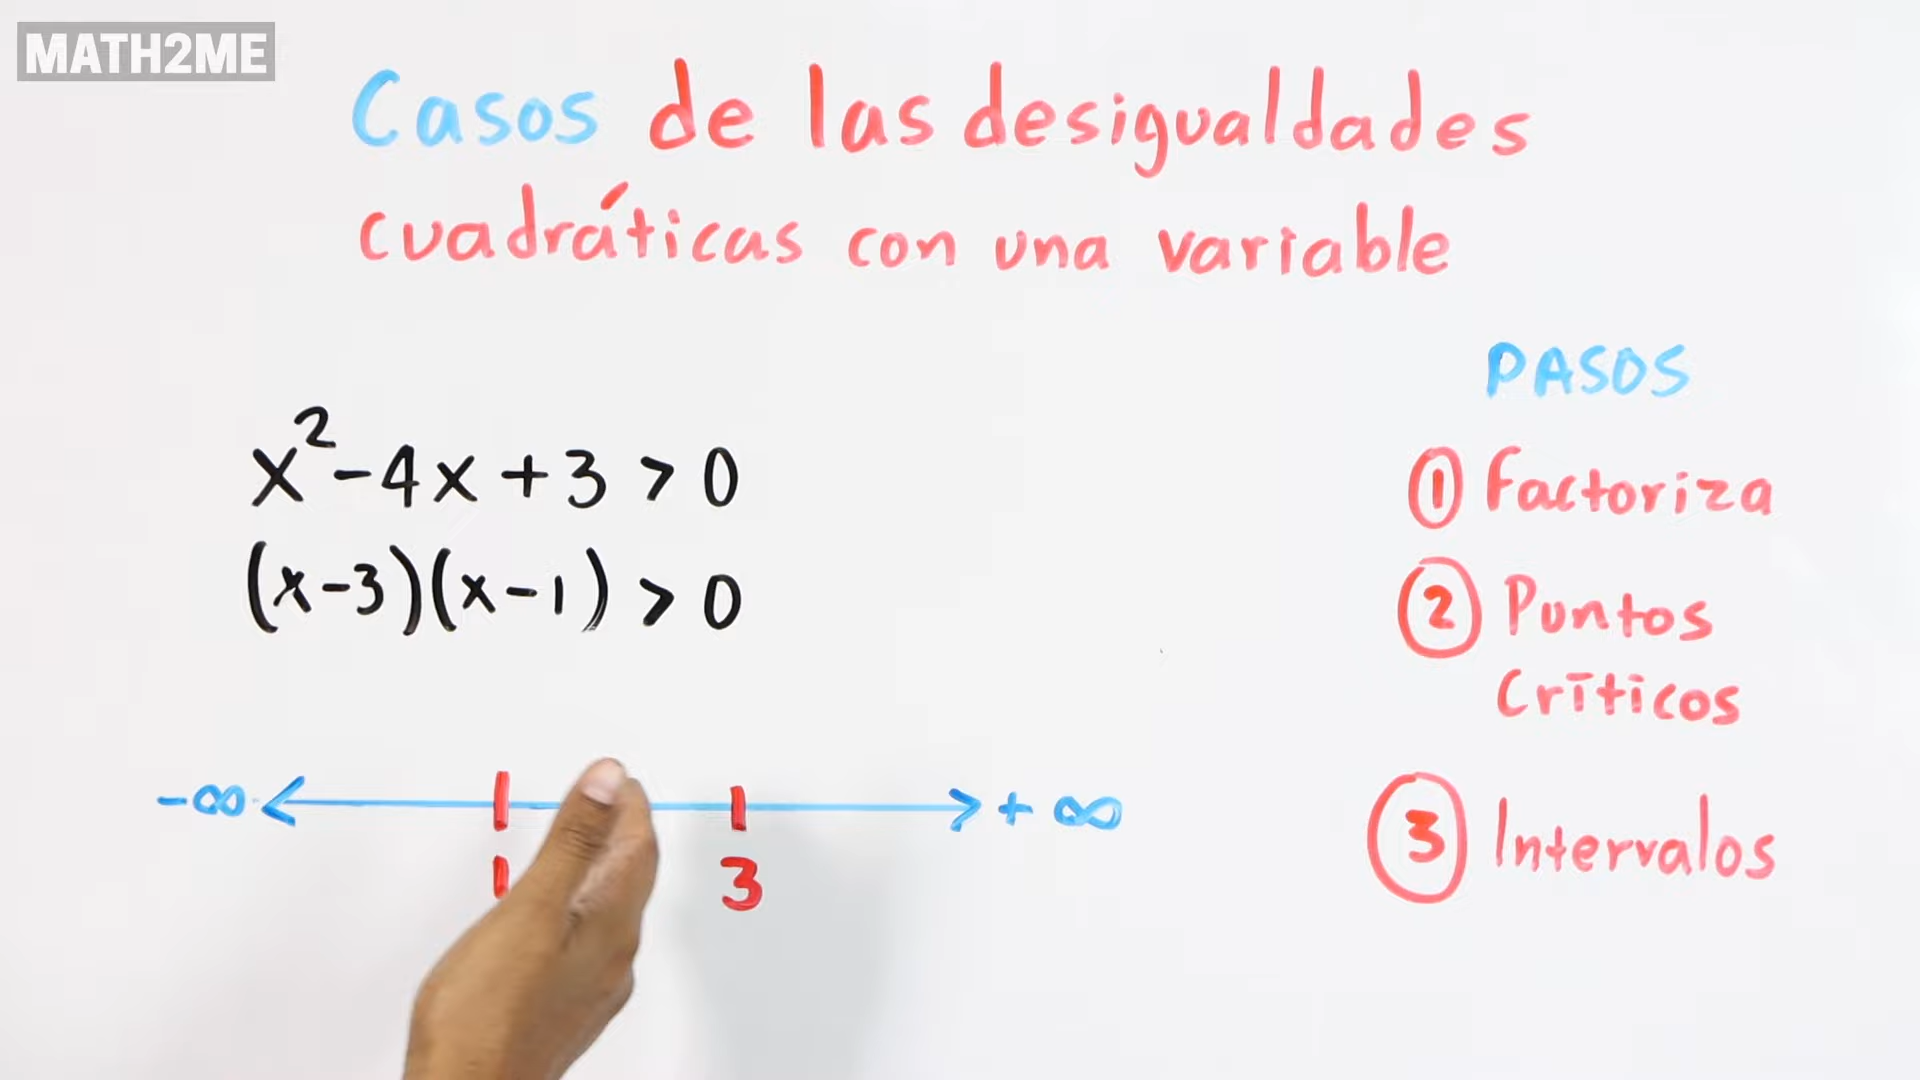 MATH2ME
Casos de las desigualdades
cuadráticas con una variable
PASOS
x² - 4x + 3 > 0
① Factoriza
(x - 3)(x - 1) > 0
② Puntos
Críticos
-∞ + ∞
1 3
③ Intervalos